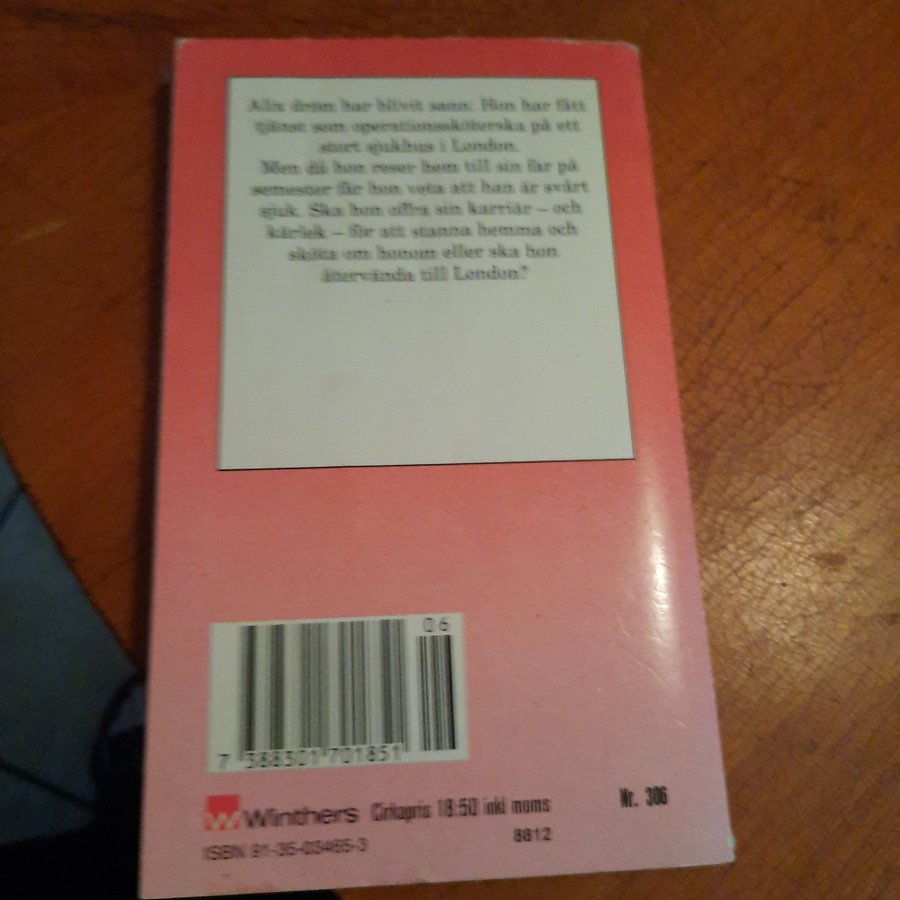 Alix dröm har blivit sann: Hon har fått
tjänst som operationssköterska på ett
stort sjukhus i London.
Men då hon reser hem till sin far på
semester får hon veta att han är svårt
sjuk. Ska hon offra sin karriär – och
kärlek – för att stanna hemma och
sköta om honom eller ska hon
återvända till London?
06
7 388301 701851
Winthers Cirkapris 18:50 inkl moms
Nr. 306
8812
ISBN 91-35-03465-3